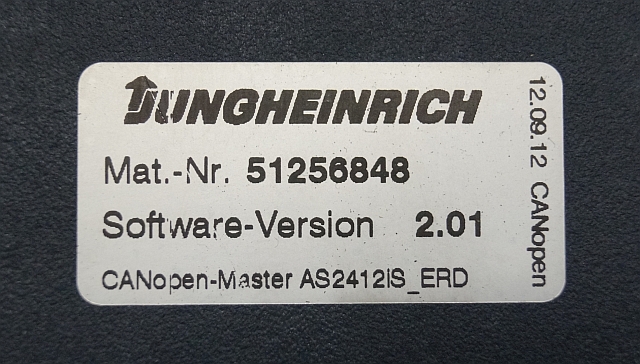 JUNGHEINRICH
Mat.-Nr. 51256848
Software-Version 2.01
CANopen-Master AS2412iS_ERD
12.09.12 CANopen